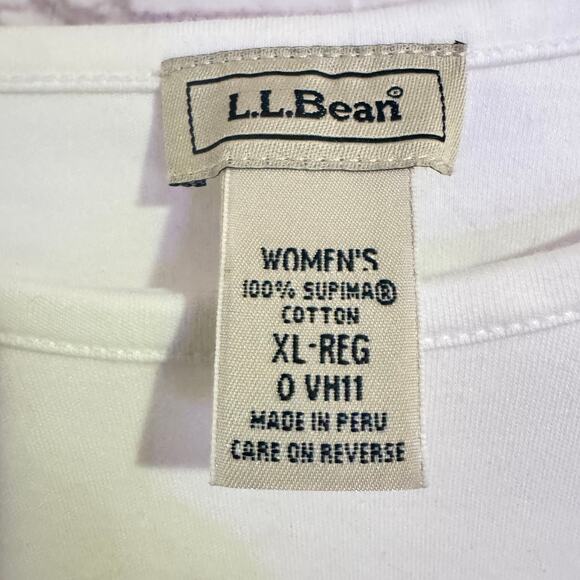 L.L.Bean®
WOMEN'S
100% SUPIMA®
COTTON
XL-REG
0 VH11
MADE IN PERU
CARE ON REVERSE